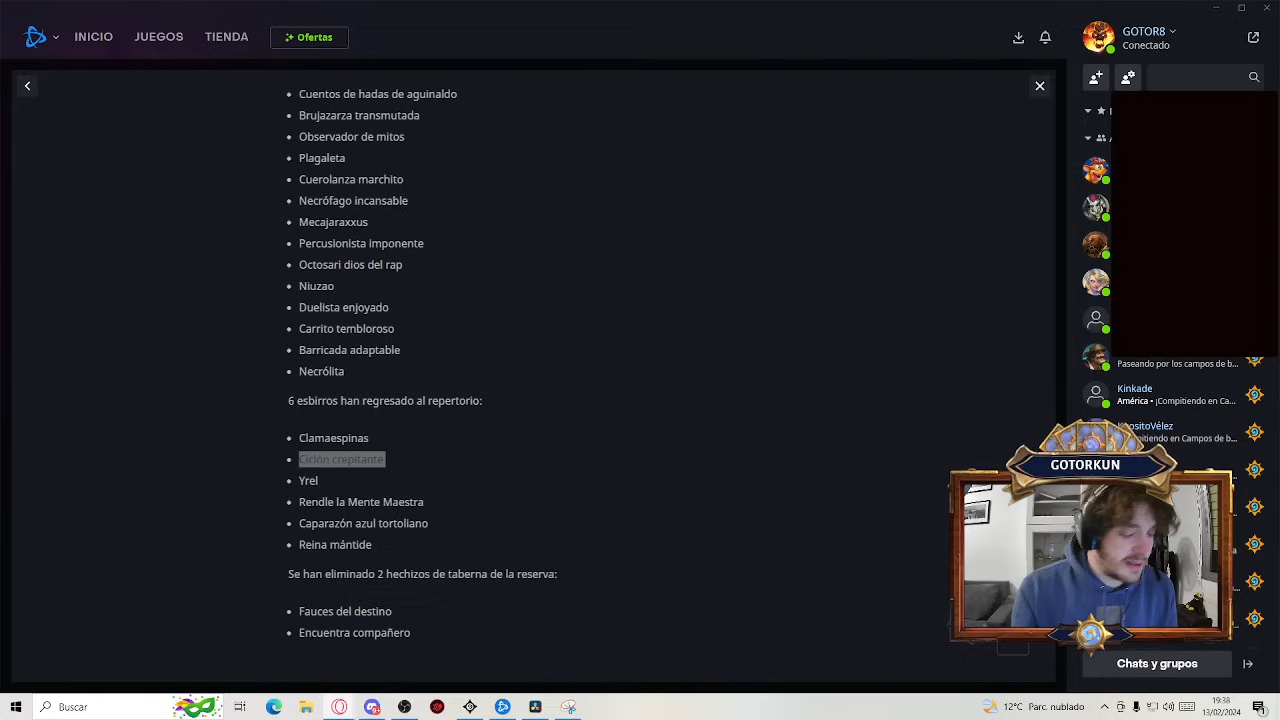 INICIO JUEGOS TIENDA Ofertas
GOTOR8
Conectado
Cuentos de hadas de aguinaldo
Brujazarza transmutada
Observador de mitos
Plagaleta
Cuerolanza marchito
Necrófago incansable
Mecajaraxxus
Percusionista imponente
Octosari dios del rap
Niuzao
Duelista enjoyado
Carrito tembloroso
Barricada adaptable
Necrólita
6 esbirros han regresado al repertorio:
Clamaespinas
Ciclón crepitante
Yrel
Rendle la Mente Maestra
Caparazón azul tortoliano
Reina mántide
Se han eliminado 2 hechizos de taberna de la reserva:
Fauces del destino
Encuentra compañero
Paseando por los campos de b...
Kinkade
América • ¡Compitiendo en Ca...
GOTORKUN
Chats y grupos
Buscar
12°C Parc. nublado
19:38
13/02/2024